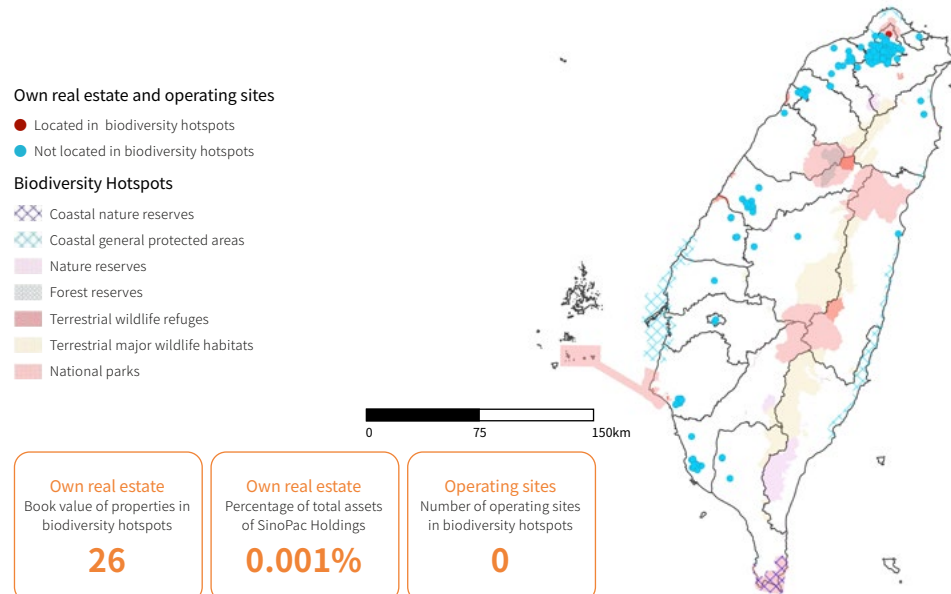 Own real estate and operating sites
Located in biodiversity hotspots
Not located in biodiversity hotspots
Biodiversity Hotspots
Coastal nature reserves
Coastal general protected areas
Nature reserves
Forest reserves
Terrestrial wildlife refuges
Terrestrial major wildlife habitats
National parks
0 75 150km
Own real estate
Book value of properties in
biodiversity hotspots
26
Own real estate
Percentage of total assets
of SinoPac Holdings
0.001%
Operating sites
Number of operating sites
in biodiversity hotspots
0